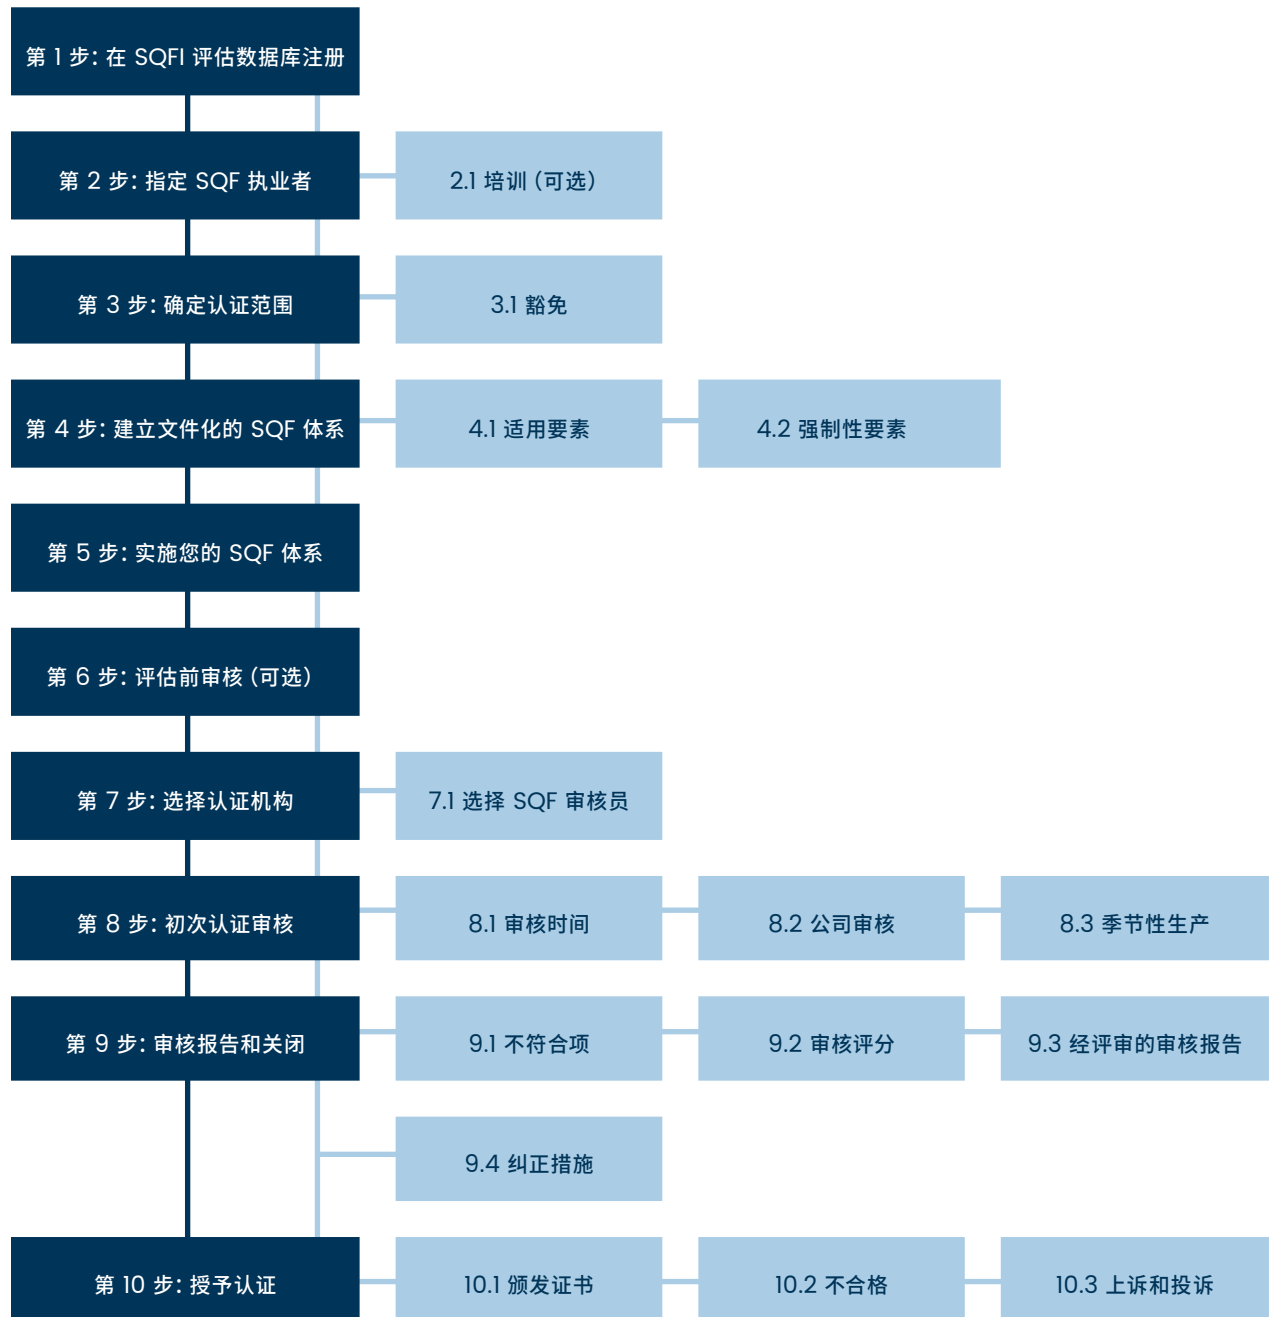 第 1 步: 在 SQFI 评估数据库注册
第 2 步: 指定 SQF 执业者
2.1 培训 (可选)
第 3 步: 确定认证范围
3.1 豁免
第 4 步: 建立文件化的 SQF 体系
4.1 适用要素
4.2 强制性要素
第 5 步: 实施您的 SQF 体系
第 6 步: 评估前审核 (可选)
第 7 步: 选择认证机构
7.1 选择 SQF 审核员
第 8 步: 初次认证审核
8.1 审核时间
8.2 公司审核
8.3 季节性生产
第 9 步: 审核报告和关闭
9.1 不符合项
9.2 审核评分
9.3 经评审的审核报告
9.4 纠正措施
第 10 步: 授予认证
10.1 颁发证书
10.2 不合格
10.3 上诉和投诉